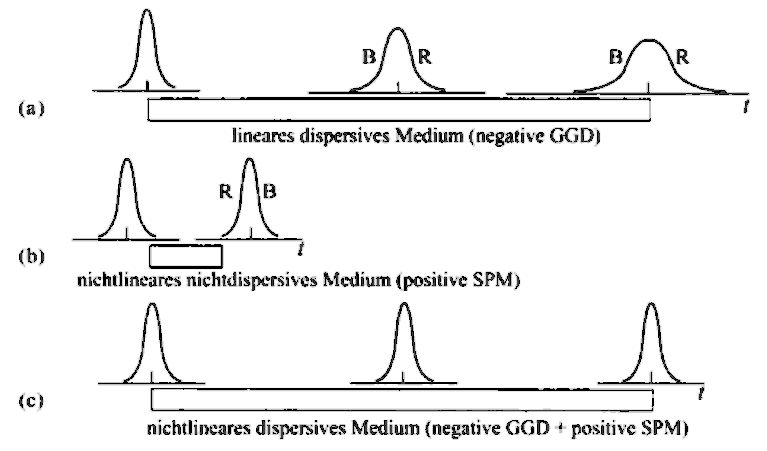 B R B R
(a) t
lineares dispersives Medium (negative GGD)
R B
(b) t
nichtlineares nichtdispersives Medium (positive SPM)
(c) t
nichtlineares dispersives Medium (negative GGD + positive SPM)